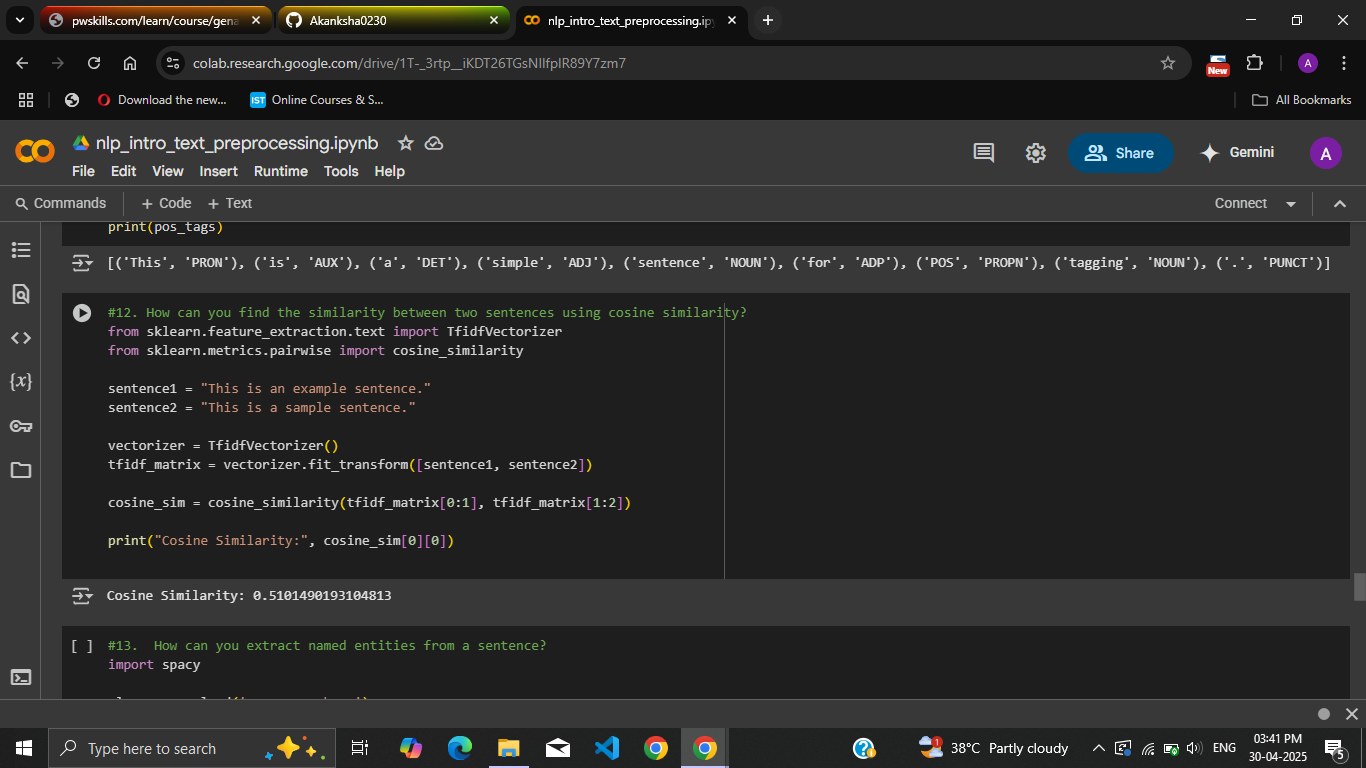 pwskills.com/learn/course/gena
Akanksha0230
nlp_intro_text_preprocessing.ip
colab.research.google.com/drive/1T-_3rtp__iKDT26TGsNIlfpIR89Y7zm7
New
A
Download the new...
IST
Online Courses & S...
All Bookmarks
nlp_intro_text_preprocessing.ipynb
File Edit View Insert Runtime Tools Help
Share
Gemini
A
Commands + Code + Text
Connect
print(pos_tags)
[('This', 'PRON'), ('is', 'AUX'), ('a', 'DET'), ('simple', 'ADJ'), ('sentence', 'NOUN'), ('for', 'ADP'), ('POS', 'PROPN'), ('tagging', 'NOUN'), ('.', 'PUNCT')]
#12. How can you find the similarity between two sentences using cosine similarity?
from sklearn.feature_extraction.text import TfidfVectorizer
from sklearn.metrics.pairwise import cosine_similarity
sentence1 = "This is an example sentence."
sentence2 = "This is a sample sentence."
vectorizer = TfidfVectorizer()
tfidf_matrix = vectorizer.fit_transform([sentence1, sentence2])
cosine_sim = cosine_similarity(tfidf_matrix[0:1], tfidf_matrix[1:2])
print("Cosine Similarity:", cosine_sim[0][0])
Cosine Similarity: 0.5101490193104813
[ ] #13. How can you extract named entities from a sentence?
import spacy
{x}
Type here to search
1
38°C Partly cloudy
ENG
03:41 PM
30-04-2025
5